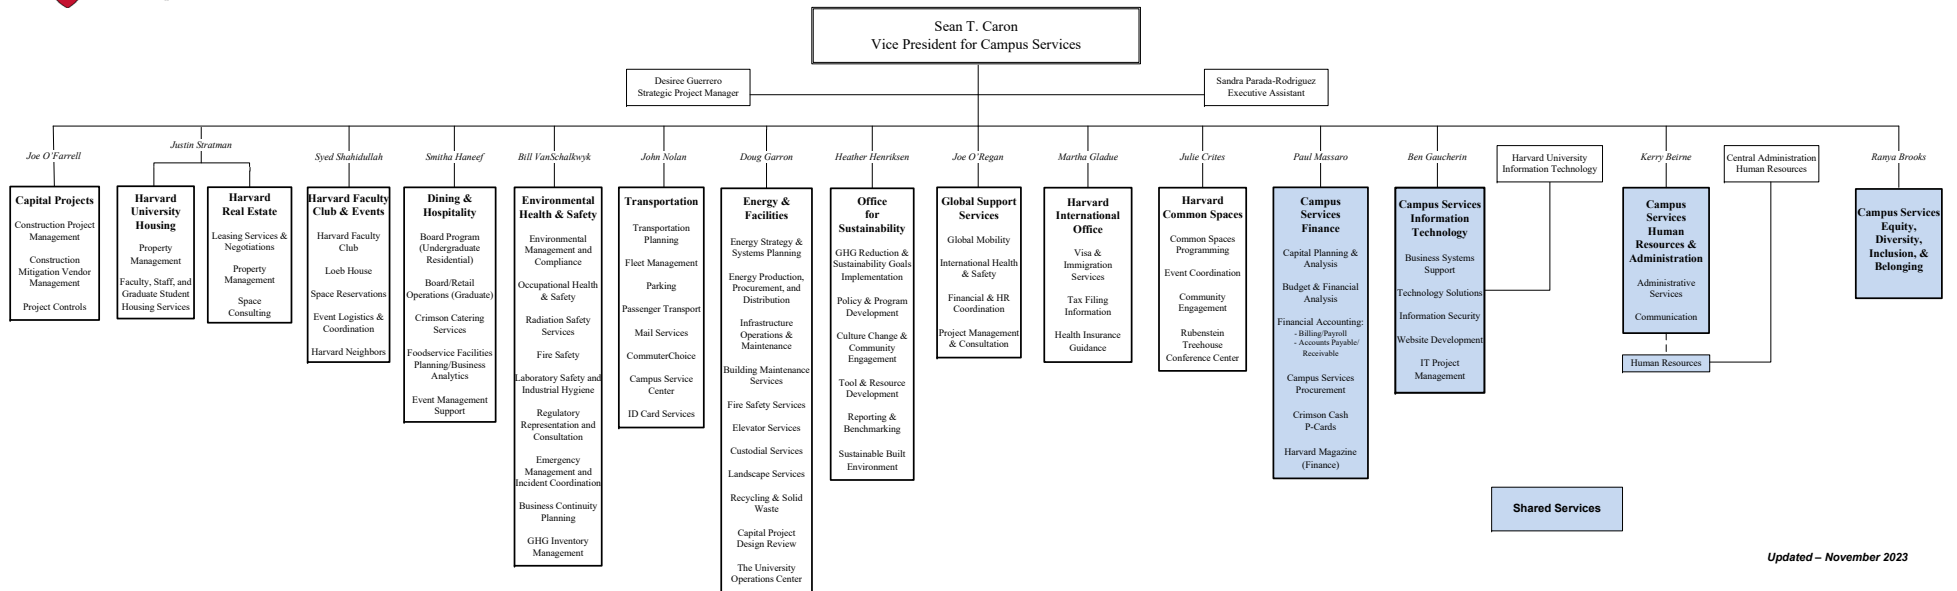 Sean T. Caron
Vice President for Campus Services
Desiree Guerrero
Strategic Project Manager
Sandra Parada-Rodriguez
Executive Assistant
Joe O'Farrell
Capital Projects
Construction Project
Management
Construction
Mitigation Vendor
Management
Project Controls
Justin Stratman
Harvard
University
Housing
Property
Management
Faculty, Staff, and
Graduate Student
Housing Services
Harvard
Real Estate
Leasing Services &
Negotiations
Property
Management
Space
Consulting
Syed Shahidullah
Harvard Faculty
Club & Events
Harvard Faculty
Club
Loeb House
Space Reservations
Event Logistics &
Coordination
Harvard Neighbors
Smitha Haneef
Dining &
Hospitality
Board Program
(Undergraduate
Residential)
Board/Retail
Operations (Graduate)
Crimson Catering
Services
Foodservice Facilities
Planning/Business
Analytics
Event Management
Support
Bill VanSchalkwyk
Environmental
Health & Safety
Environmental
Management and
Compliance
Occupational Health
& Safety
Radiation Safety
Services
Fire Safety
Laboratory Safety and
Industrial Hygiene
Regulatory
Representation and
Consultation
Emergency
Management and
Incident Coordination
Business Continuity
Planning
GHG Inventory
Management
John Nolan
Transportation
Transportation
Planning
Fleet Management
Parking
Passenger Transport
Mail Services
CommuterChoice
Campus Service
Center
ID Card Services
Doug Garron
Energy &
Facilities
Energy Strategy &
Systems Planning
Energy Production,
Procurement, and
Distribution
Infrastructure
Operations &
Maintenance
Building Maintenance
Services
Fire Safety Services
Elevator Services
Custodial Services
Landscape Services
Recycling & Solid
Waste
Capital Project
Design Review
The University
Operations Center
Heather Henriksen
Office
for
Sustainability
GHG Reduction &
Sustainability Goals
Implementation
Policy & Program
Development
Culture Change &
Community
Engagement
Tool & Resource
Development
Reporting &
Benchmarking
Sustainable Built
Environment
Joe O'Regan
Global Support
Services
Global Mobility
International Health
& Safety
Financial & HR
Coordination
Project Management
& Consultation
Martha Gladue
Harvard
International
Office
Visa &
Immigration
Services
Tax Filing
Information
Health Insurance
Guidance
Julie Crites
Harvard
Common Spaces
Common Spaces
Programming
Event Coordination
Community
Engagement
Rubenstein
Treehouse
Conference Center
Paul Massaro
Campus
Services
Finance
Capital Planning &
Analysis
Budget & Financial
Analysis
Financial Accounting:
- Billing/Payroll
- Accounts Payable/
Receivable
Campus Services
Procurement
Crimson Cash
P-Cards
Harvard Magazine
(Finance)
Ben Gaucherin
Campus Services
Information
Technology
Business Systems
Support
Technology Solutions
Information Security
Website Development
IT Project
Management
Harvard University
Information Technology
Kerry Beirne
Campus
Services
Human
Resources &
Administration
Administrative
Services
Communication
Human Resources
Central Administration
Human Resources
Ranya Brooks
Campus Services
Equity,
Diversity,
Inclusion, &
Belonging
Shared Services
Updated – November 2023